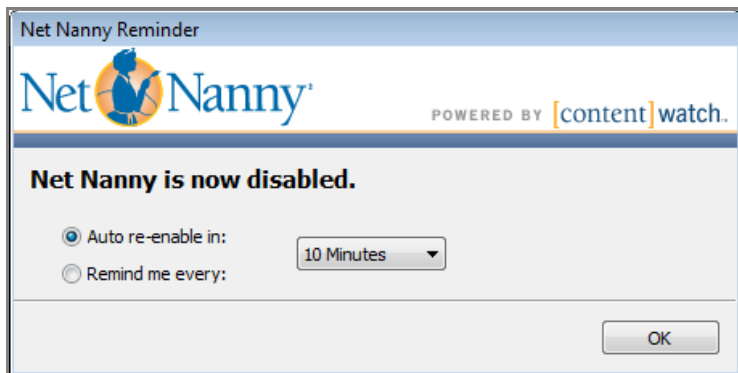 Net Nanny Reminder
Net Nanny
POWERED BY [content]watch.
Net Nanny is now disabled.
Auto re-enable in:
10 Minutes
Remind me every:
OK